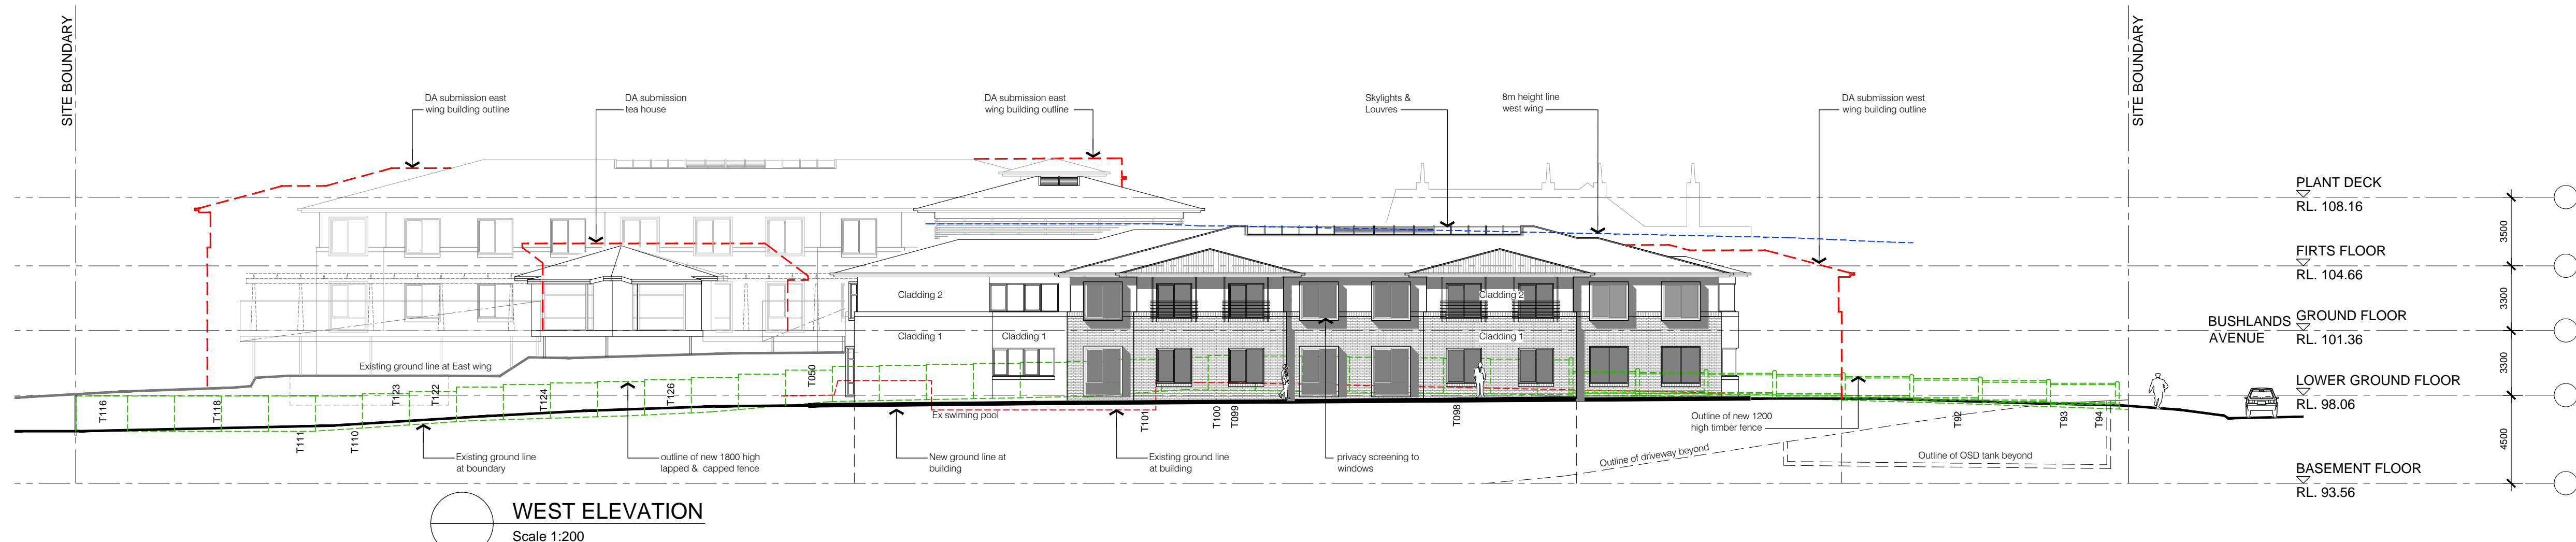 SITE BOUNDARY
DA submission east
wing building outline
DA submission
tea house
DA submission east
wing building outline
Skylights &
Louvres
8m height line
west wing
DA submission west
wing building outline
SITE BOUNDARY
PLANT DECK
RL. 108.16
3500
FIRTS FLOOR
RL. 104.66
3300
Cladding 2
Cladding 2
BUSHLANDS
AVENUE
GROUND FLOOR
RL. 101.36
3300
Cladding 1
Cladding 1
Cladding 1
Existing ground line at East wing
LOWER GROUND FLOOR
RL. 98.06
4500
T116
T118
T111
T110
T123
T122
T124
T126
T050
Ex swiming pool
T101
T100
T099
T098
Outline of new 1200
high timber fence
T92
T93
T94
Existing ground line
at boundary
outline of new 1800 high
lapped & capped fence
New ground line at
building
Existing ground line
at building
privacy screening to
windows
Outline of driveway beyond
Outline of OSD tank beyond
BASEMENT FLOOR
RL. 93.56
WEST ELEVATION
Scale 1:200